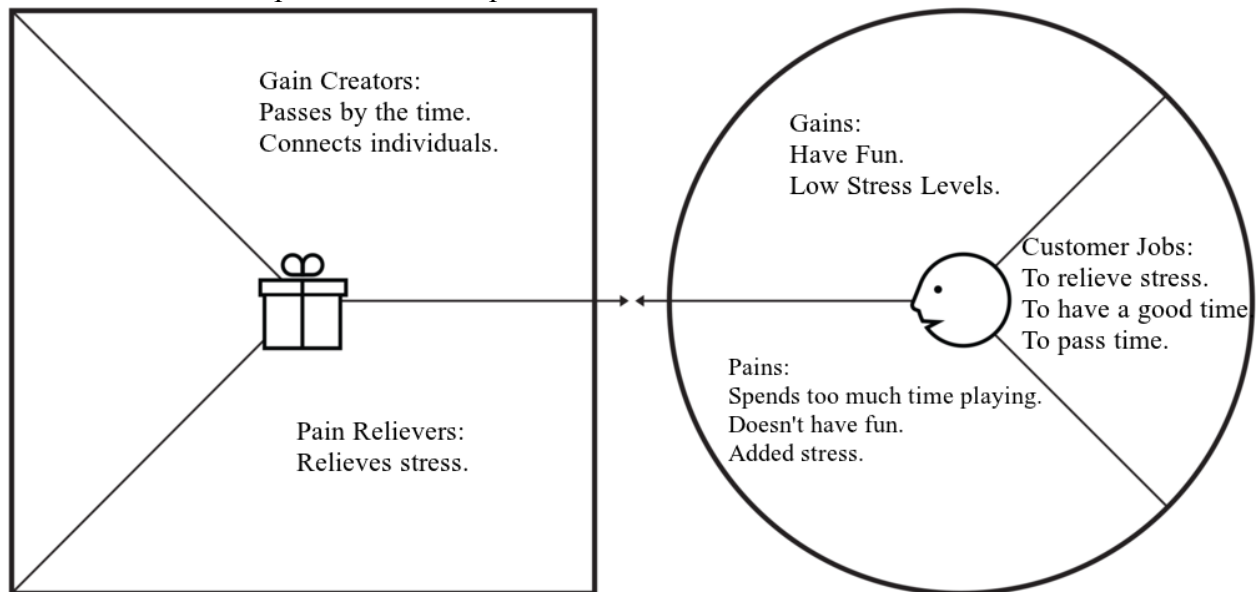 Gain Creators:
Passes by the time.
Connects individuals.
Pain Relievers:
Relieves stress.
Gains:
Have Fun.
Low Stress Levels.
Customer Jobs:
To relieve stress.
To have a good time
To pass time.
Pains:
Spends too much time playing.
Doesn't have fun.
Added stress.